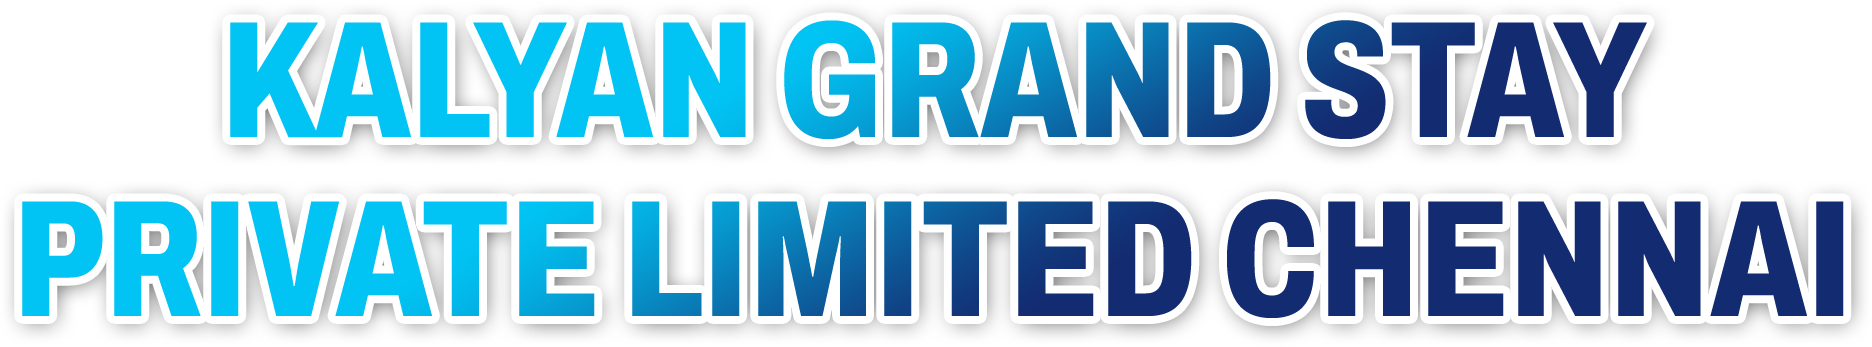 KALYAN GRAND STAY
PRIVATE LIMITED CHENNAI